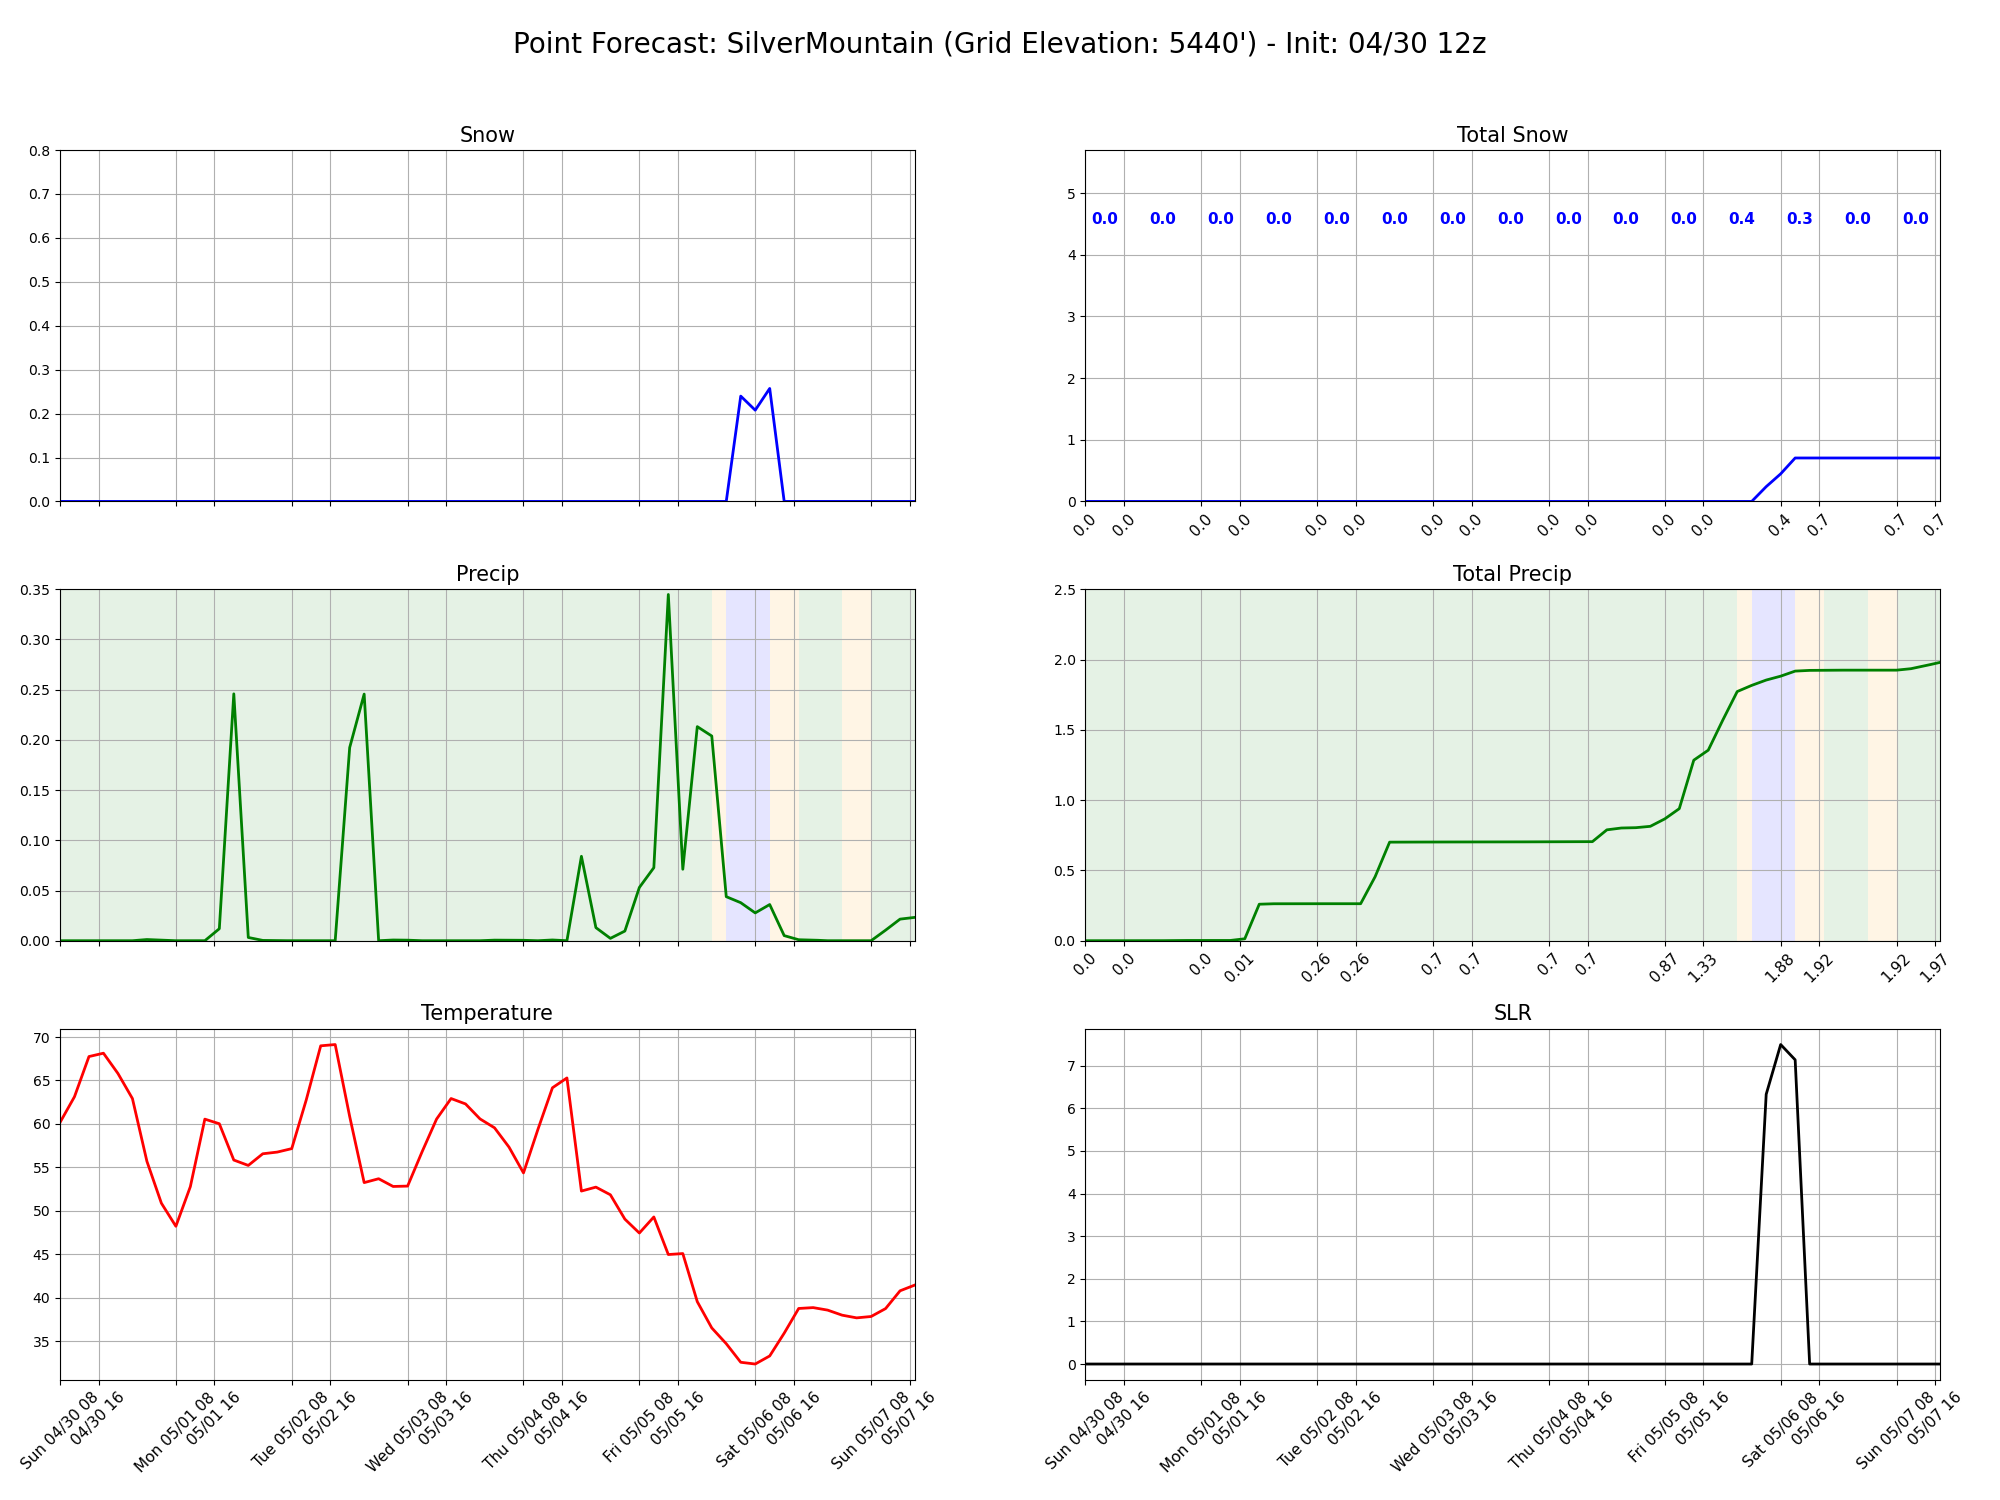 Point Forecast: SilverMountain (Grid Elevation: 5440') - Init: 04/30 12z
Snow
0.8
0.7
0.6
0.5
0.4
0.3
0.2
0.1
0.0
Total Snow
5
4
3
2
1
0
0.0 0.0 0.0 0.0 0.0 0.0 0.0 0.0 0.0 0.0 0.0 0.4 0.3 0.0 0.0
0.0 0.0 0.0 0.0 0.0 0.0 0.0 0.0 0.0 0.0 0.0 0.0 0.4 0.7 0.7 0.7
Precip
0.35
0.30
0.25
0.20
0.15
0.10
0.05
0.00
Total Precip
2.5
2.0
1.5
1.0
0.5
0.0
0.0 0.0 0.0 0.01 0.26 0.26 0.7 0.7 0.7 0.7 0.87 1.33 1.88 1.92 1.92 1.97
Temperature
70
65
60
55
50
45
40
35
Sun 04/30 08
04/30 16
Mon 05/01 08
05/01 16
Tue 05/02 08
05/02 16
Wed 05/03 08
05/03 16
Thu 05/04 08
05/04 16
Fri 05/05 08
05/05 16
Sat 05/06 08
05/06 16
Sun 05/07 08
05/07 16
SLR
7
6
5
4
3
2
1
0
Sun 04/30 08
04/30 16
Mon 05/01 08
05/01 16
Tue 05/02 08
05/02 16
Wed 05/03 08
05/03 16
Thu 05/04 08
05/04 16
Fri 05/05 08
05/05 16
Sat 05/06 08
05/06 16
Sun 05/07 08
05/07 16